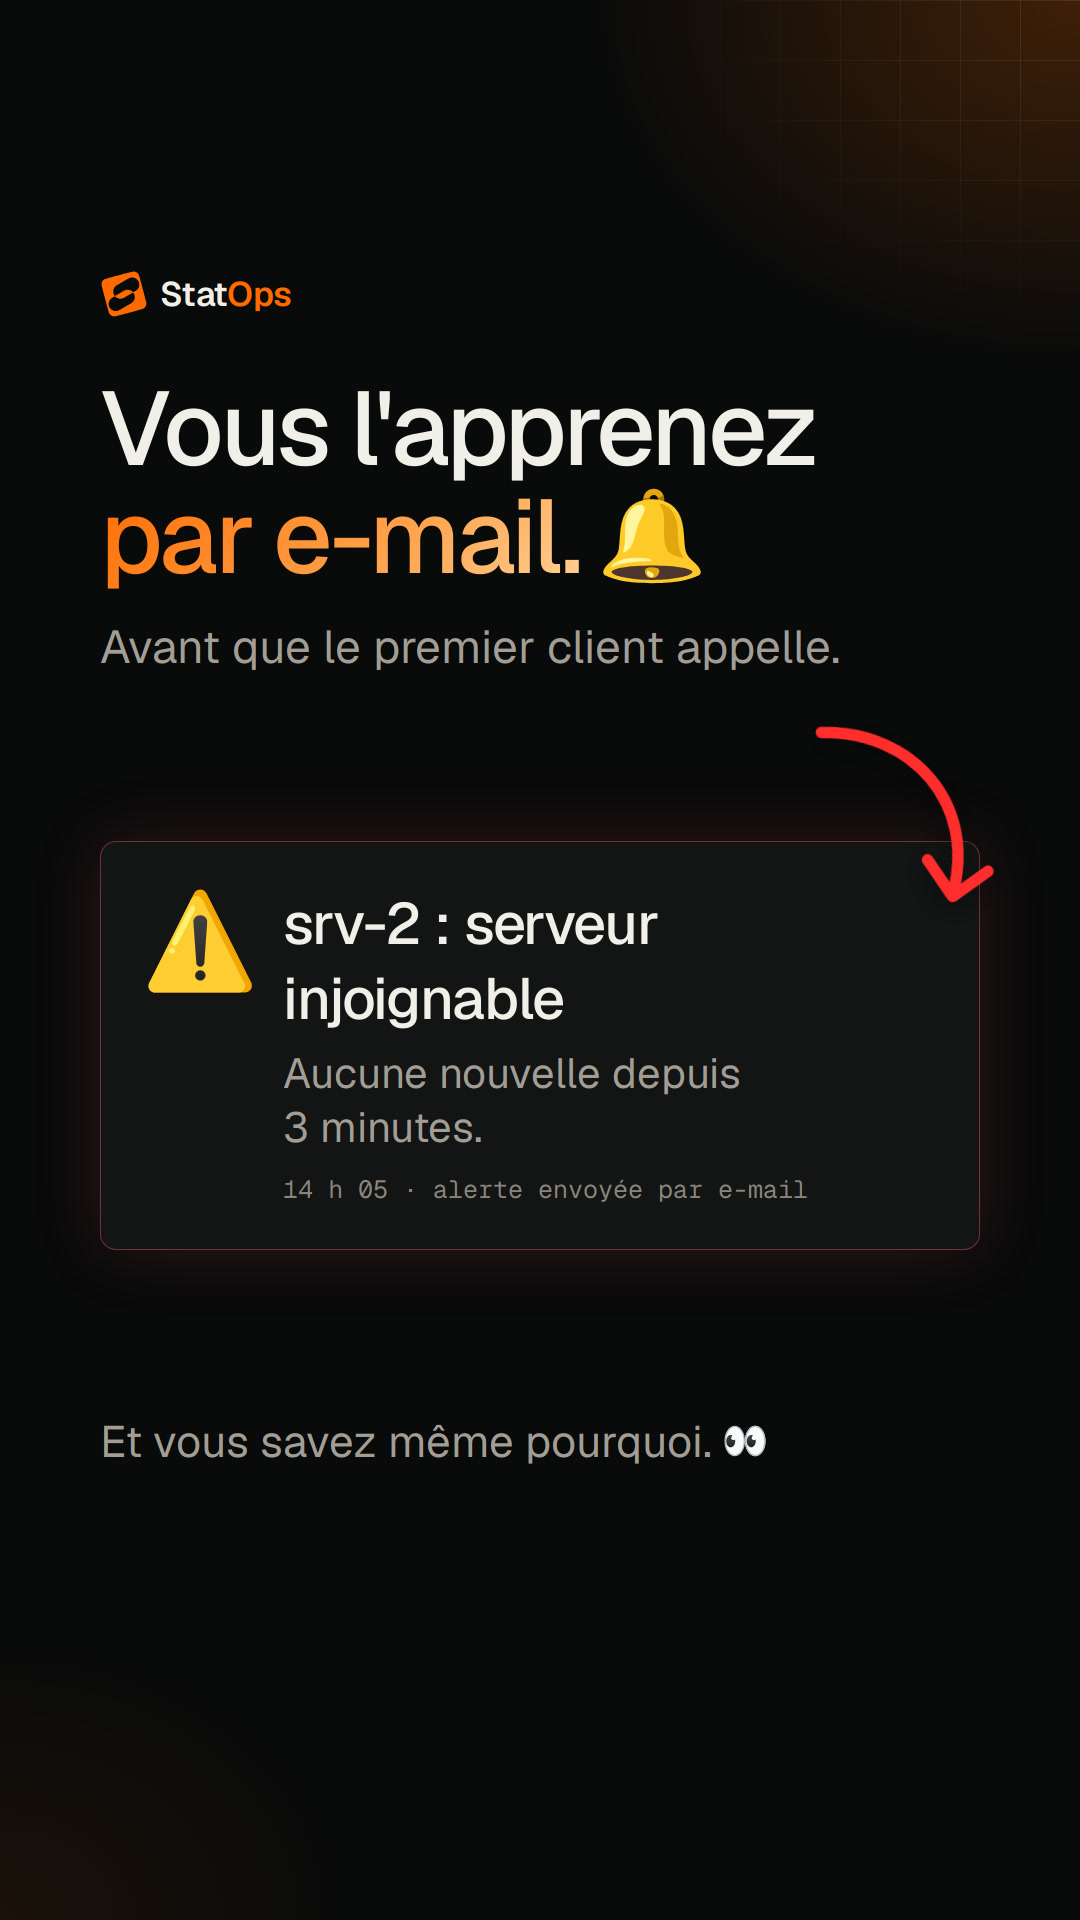 StatOps
Vous l'apprenez
par e-mail. 🔔
Avant que le premier client appelle.
srv-2 : serveur
injoignable
Aucune nouvelle depuis
3 minutes.
14 h 05 · alerte envoyée par e-mail
Et vous savez même pourquoi. 👀